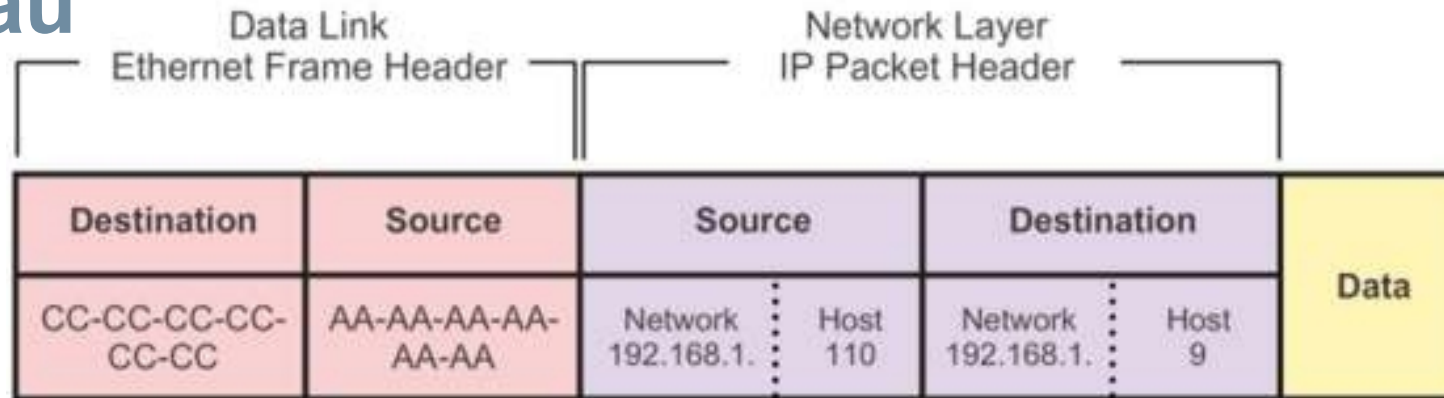 au
Data Link
Ethernet Frame Header
Network Layer
IP Packet Header
Destination
Source
Source
Destination
Data
CC-CC-CC-CC-
CC-CC
AA-AA-AA-AA-
AA-AA
Network
192.168.1.
Host
110
Network
192.168.1.
Host
9